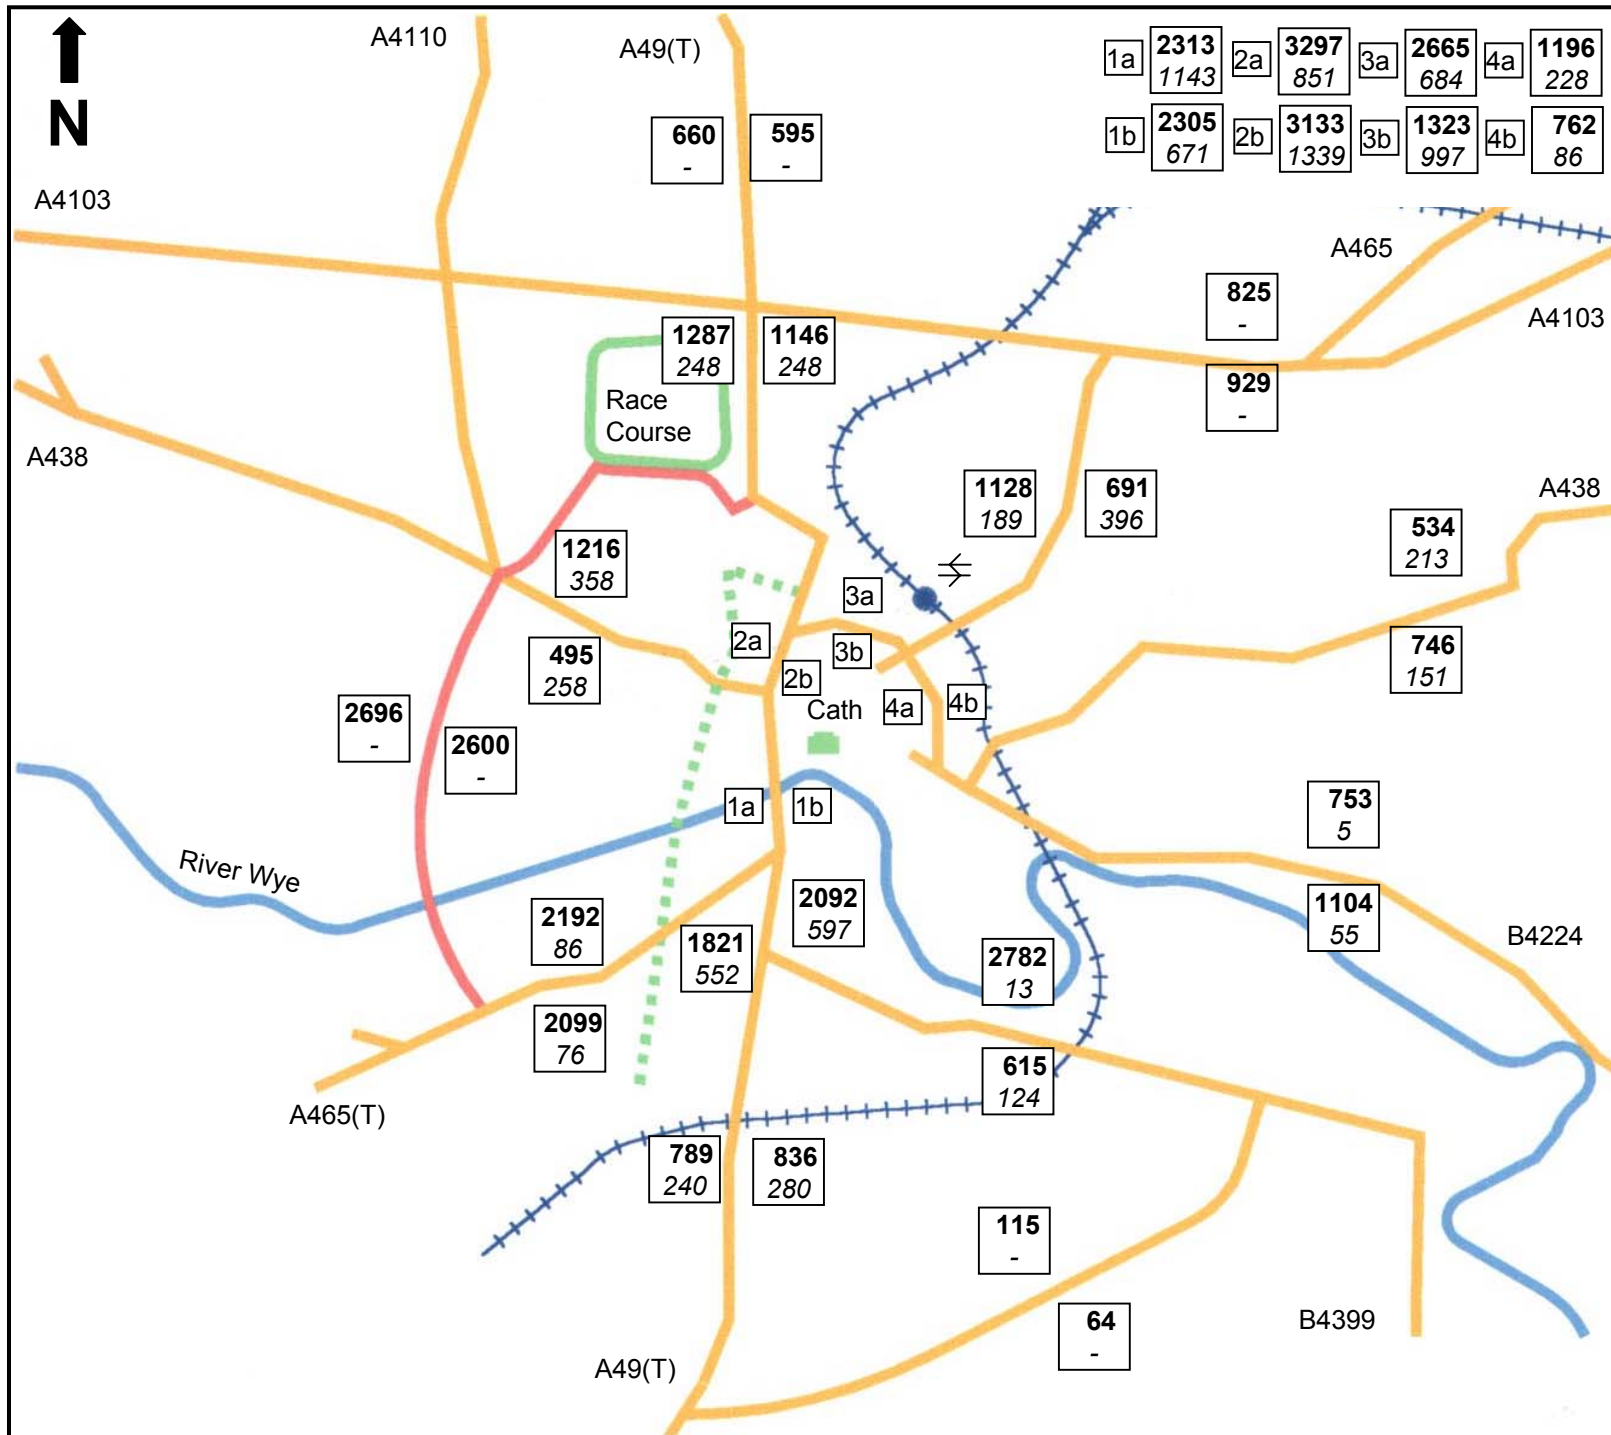 A4110
A49(T)
1a
2313
1143
2a
3297
851
3a
2665
684
4a
1196
228
N
1b
2305
671
2b
3133
1339
3b
1323
997
4b
762
86
660
-
595
-
A4103
A465
825
-
A4103
1287
248
1146
248
929
-
Race
Course
A438
1128
189
691
396
A438
534
213
1216
358
3a
2a
3b
495
258
2b
746
151
4a
4b
Cath
2696
-
2600
-
1a
1b
753
5
River Wye
2192
86
1821
552
2092
597
1104
55
B4224
2782
13
2099
76
615
124
A465(T)
789
240
836
280
115
-
64
-
B4399
A49(T)